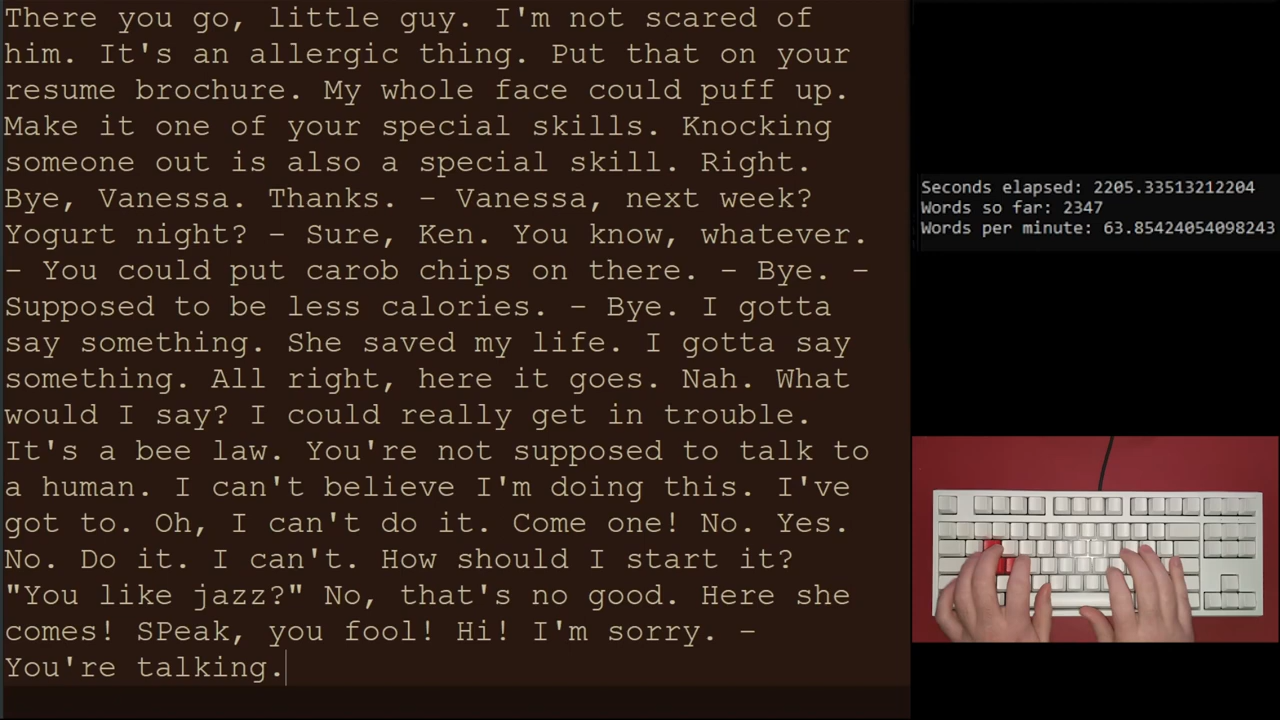 There you go, little guy. I'm not scared of
him. It's an allergic thing. Put that on your
resume brochure. My whole face could puff up.
Make it one of your special skills. Knocking
someone out is also a special skill. Right.
Bye, Vanessa. Thanks. - Vanessa, next week?
Yogurt night? - Sure, Ken. You know, whatever.
- You could put carob chips on there. - Bye. -
Supposed to be less calories. - Bye. I gotta
say something. She saved my life. I gotta say
something. All right, here it goes. Nah. What
would I say? I could really get in trouble.
It's a bee law. You're not supposed to talk to
a human. I can't believe I'm doing this. I've
got to. Oh, I can't do it. Come one! No. Yes.
No. Do it. I can't. How should I start it?
"You like jazz?" No, that's no good. Here she
comes! SPeak, you fool! Hi! I'm sorry. -
You're talking.
Seconds elapsed: 2205.33513212204
Words so far: 2347
Words per minute: 63.85424054098243